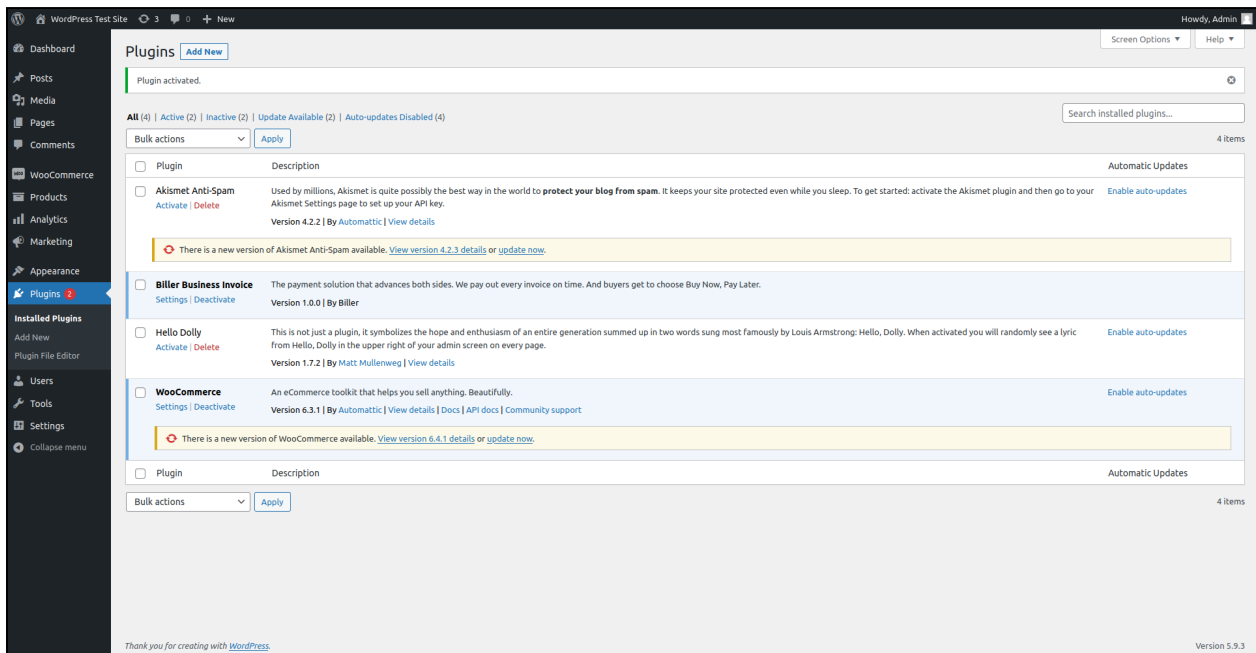 WordPress Test Site 3 0 New Howdy, Admin
Screen Options Help
Dashboard
Posts
Media
Pages
Comments
WooCommerce
Products
Analytics
Marketing
Appearance
Plugins 2
Installed Plugins
Add New
Plugin File Editor
Users
Tools
Settings
Collapse menu
Plugins Add New
Plugin activated.
All (4) | Active (2) | Inactive (2) | Update Available (2) | Auto-updates Disabled (4)
Search installed plugins...
Bulk actions Apply 4 items
Plugin Description Automatic Updates
Akismet Anti-Spam
Activate | Delete
Used by millions, Akismet is quite possibly the best way in the world to protect your blog from spam. It keeps your site protected even while you sleep. To get started: activate the Akismet plugin and then go to your
Akismet Settings page to set up your API key.
Version 4.2.2 | By Automattic | View details
Enable auto-updates
There is a new version of Akismet Anti-Spam available. View version 4.2.3 details or update now.
Biller Business Invoice
Settings | Deactivate
The payment solution that advances both sides. We pay out every invoice on time. And buyers get to choose Buy Now, Pay Later.
Version 1.0.0 | By Biller
Hello Dolly
Activate | Delete
This is not just a plugin, it symbolizes the hope and enthusiasm of an entire generation summed up in two words sung most famously by Louis Armstrong: Hello, Dolly. When activated you will randomly see a lyric
from Hello, Dolly in the upper right of your admin screen on every page.
Version 1.7.2 | By Matt Mullenweg | View details
Enable auto-updates
WooCommerce
Settings | Deactivate
An eCommerce toolkit that helps you sell anything. Beautifully.
Version 6.3.1 | By Automattic | View details | Docs | API docs | Community support
Enable auto-updates
There is a new version of WooCommerce available. View version 6.4.1 details or update now.
Plugin Description Automatic Updates
Bulk actions Apply 4 items
Thank you for creating with WordPress. Version 5.9.3